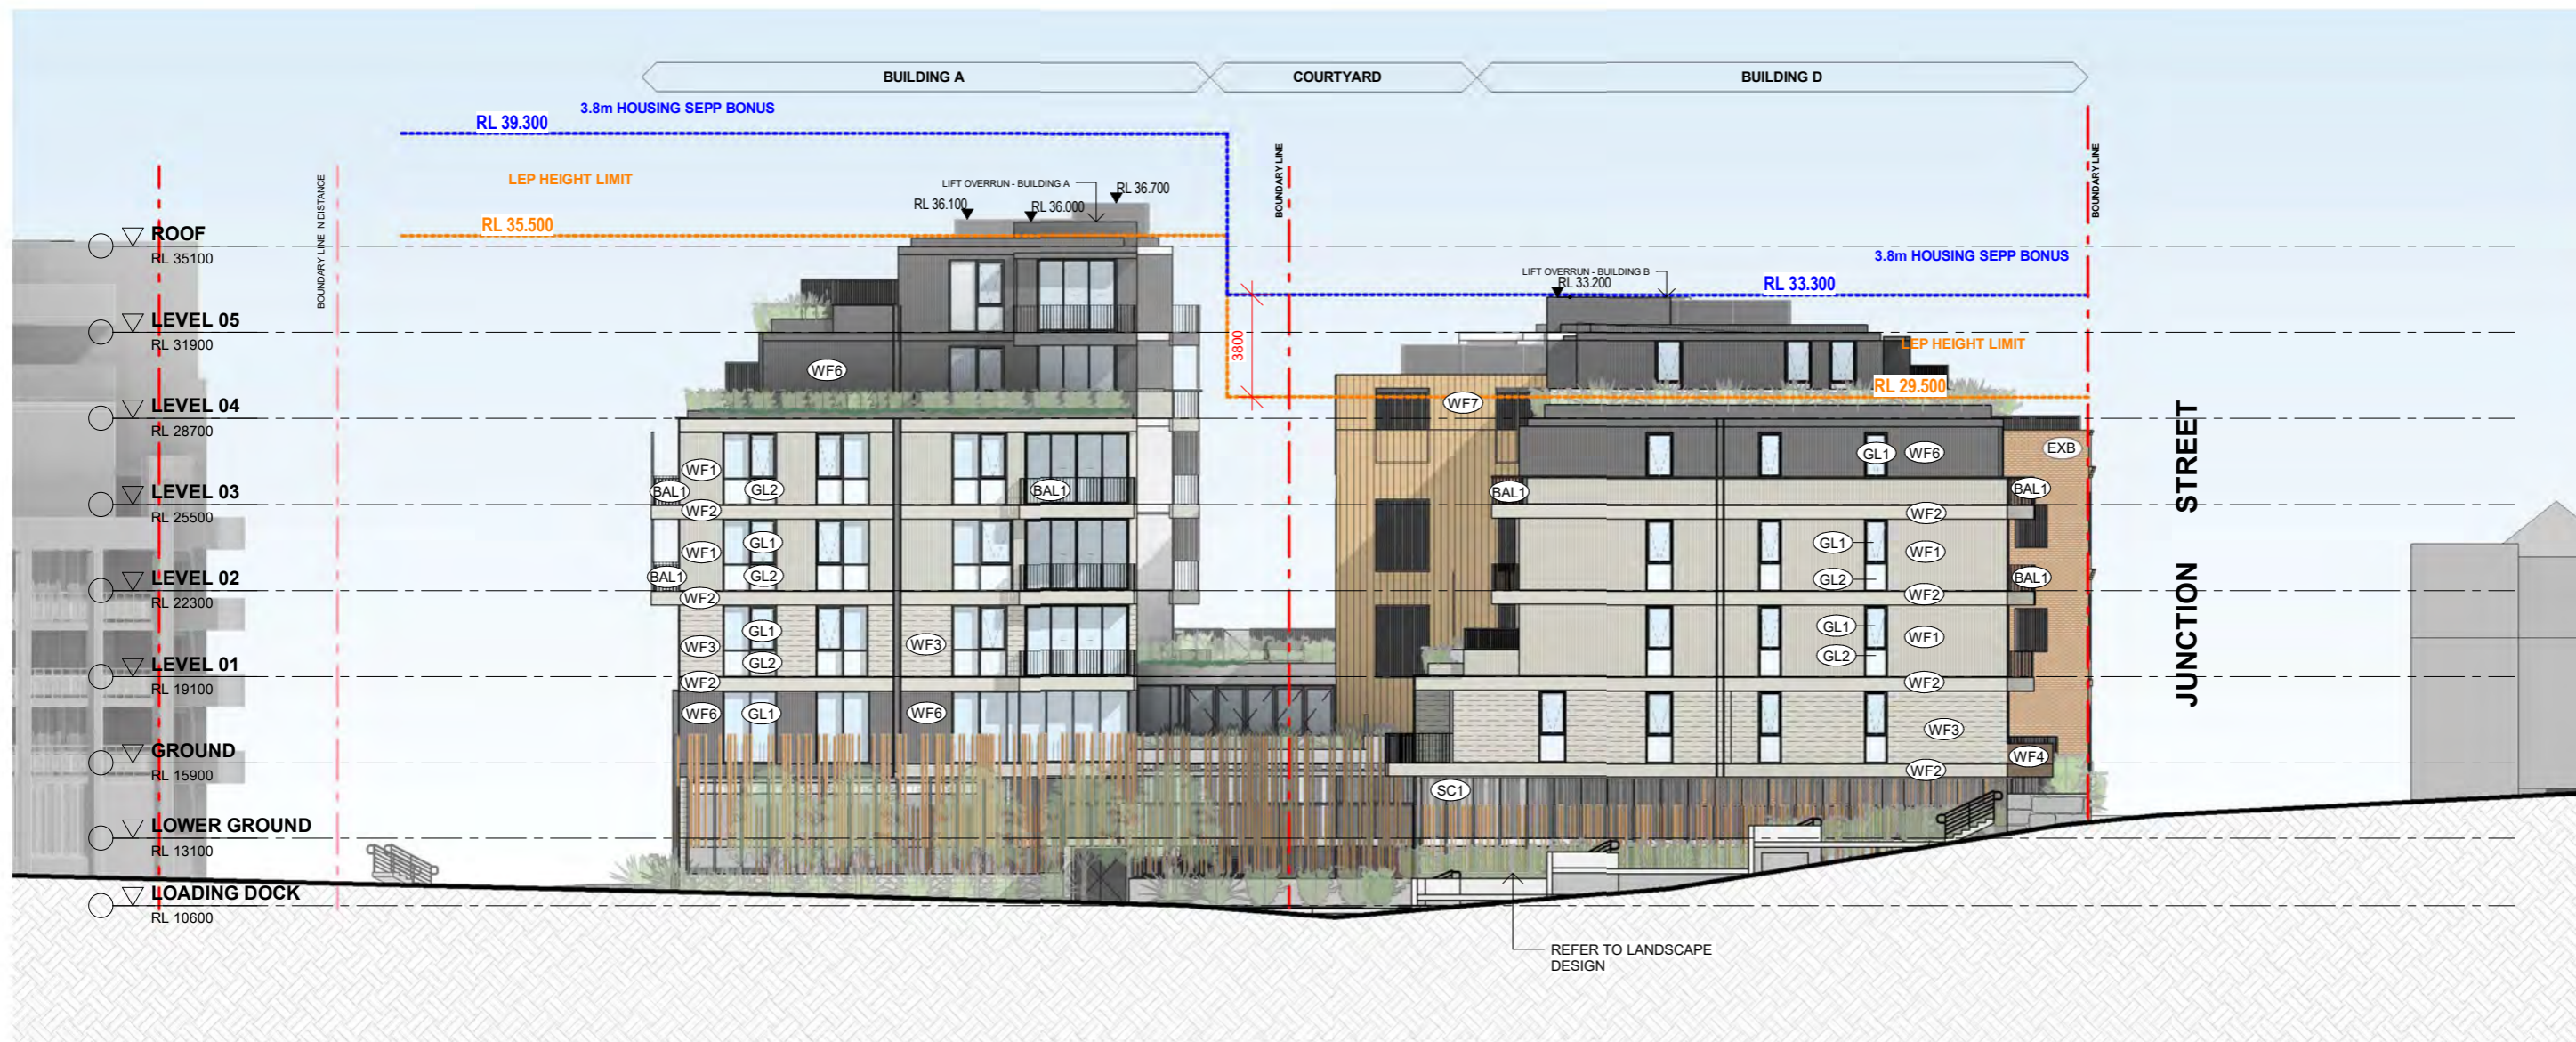 BUILDING A
COURTYARD
BUILDING D
3.8m HOUSING SEPP BONUS
RL 39.300
LEP HEIGHT LIMIT
RL 35.500
LIFT OVERRUN - BUILDING A
RL 36.700
RL 36.100
RL 36.000
BOUNDARY LINE IN DISTANCE
BOUNDARY LINE
BOUNDARY LINE
3.8m HOUSING SEPP BONUS
RL 33.300
LIFT OVERRUN - BUILDING B
RL 33.200
3800
LEP HEIGHT LIMIT
RL 29.500
ROOF
RL 35100
LEVEL 05
RL 31900
LEVEL 04
RL 28700
LEVEL 03
RL 25500
LEVEL 02
RL 22300
LEVEL 01
RL 19100
GROUND
RL 15900
LOWER GROUND
RL 13100
LOADING DOCK
RL 10600
WF6
WF1
BAL1
GL2
BAL1
WF2
WF1
GL1
BAL1
GL2
WF2
GL1
WF3
WF3
GL2
WF2
WF6
GL1
WF6
WF7
GL1
WF6
EXB
BAL1
BAL1
WF2
GL1
WF1
GL2
BAL1
WF2
GL1
WF1
GL2
WF2
WF3
WF4
WF2
SC1
JUNCTION STREET
REFER TO LANDSCAPE
DESIGN